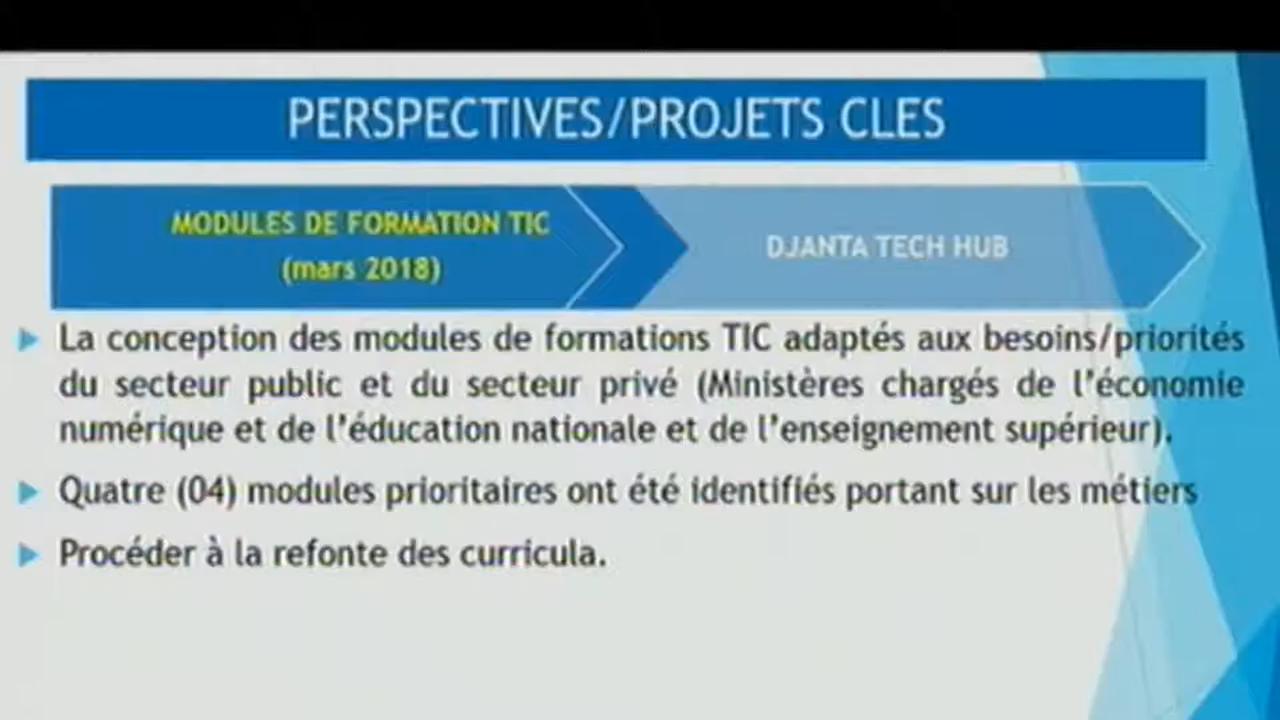 PERSPECTIVES/PROJETS CLES
MODULES DE FORMATION TIC
(mars 2018)
DJANTA TECH HUB
La conception des modules de formations TIC adaptés aux besoins/priorités
du secteur public et du secteur privé (Ministères chargés de l'économie
numérique et de l'éducation nationale et de l'enseignement supérieur).
Quatre (04) modules prioritaires ont été identifiés portant sur les métiers
Procéder à la refonte des curricula.